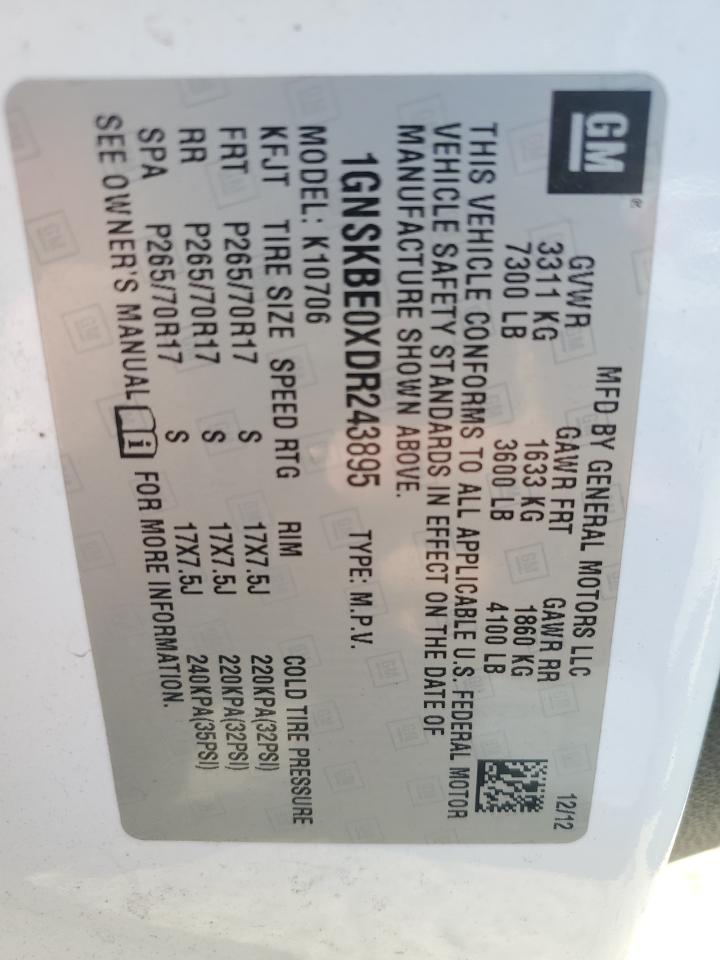 GM
MFD BY GENERAL MOTORS LLC 12/12
GVWR GAWR FRT GAWR RR
3311 KG 1633 KG 1860 KG
7300 LB 3600 LB 4100 LB
THIS VEHICLE CONFORMS TO ALL APPLICABLE U.S. FEDERAL MOTOR
VEHICLE SAFETY STANDARDS IN EFFECT ON THE DATE OF
MANUFACTURE SHOWN ABOVE.
1GNSKBE0XDR243895 TYPE: M.P.V.
MODEL: K10706
KFJT TIRE SIZE SPEED RTG RIM COLD TIRE PRESSURE
FRT P265/70R17 S 17X7.5J 220KPA(32PSI)
RR P265/70R17 S 17X7.5J 220KPA(32PSI)
SPA P265/70R17 S 17X7.5J 240KPA(35PSI)
SEE OWNER'S MANUAL i FOR MORE INFORMATION.